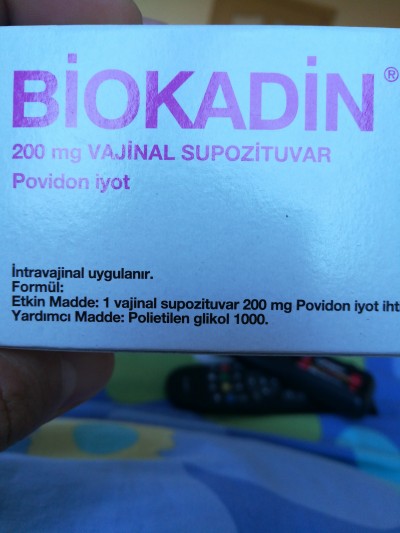 BİOKADİN®
200 mg VAJİNAL SUPOZİTUVAR
Povidon iyot
İntravajinal uygulanır.
Formül:
Etkin Madde: 1 vajinal supozituvar 200 mg Povidon iyot
Yardımcı Madde: Polietilen glikol 1000.